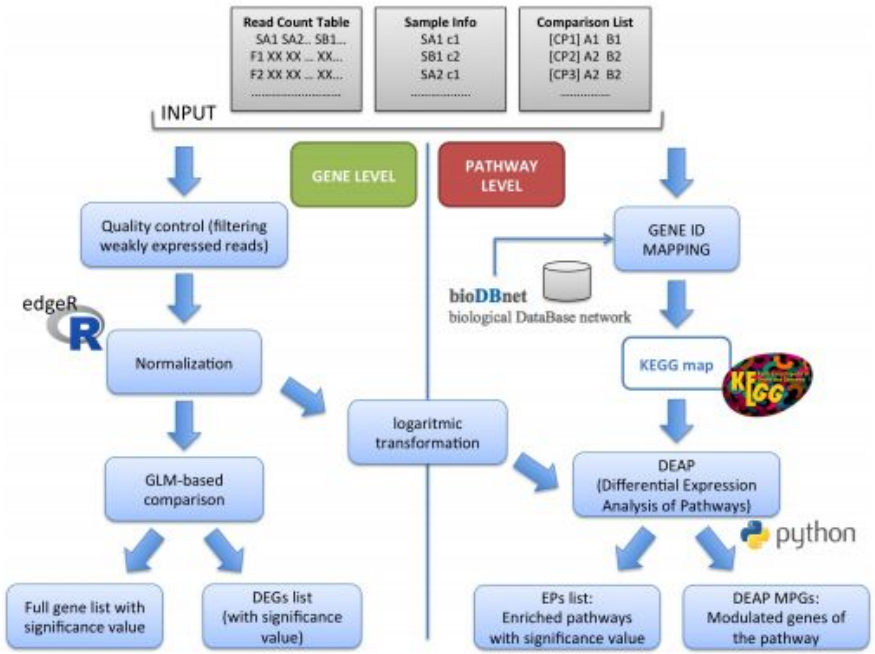 Read Count Table
SA1 SA2.. SB1...
F1 XX XX ... XX...
F2 XX XX ... XX...
............................
Sample Info
SA1 c1
SB1 c2
SA2 c1
....................
Comparison List
[CP1] A1 B1
[CP2] A2 B2
[CP3] A2 B2
...............
INPUT
GENE LEVEL
PATHWAY
LEVEL
Quality control (filtering
weakly expressed reads)
GENE ID
MAPPING
bioDBnet
biological DataBase network
edgeR
R
Normalization
KEGG map
KEGG
logaritmic
transformation
GLM-based
comparison
DEAP
(Differential Expression
Analysis of Pathways)
python
Full gene list with
significance value
DEGs list
(with significance
value)
EPs list:
Enriched pathways
with significance value
DEAP MPGs:
Modulated genes of
the pathway